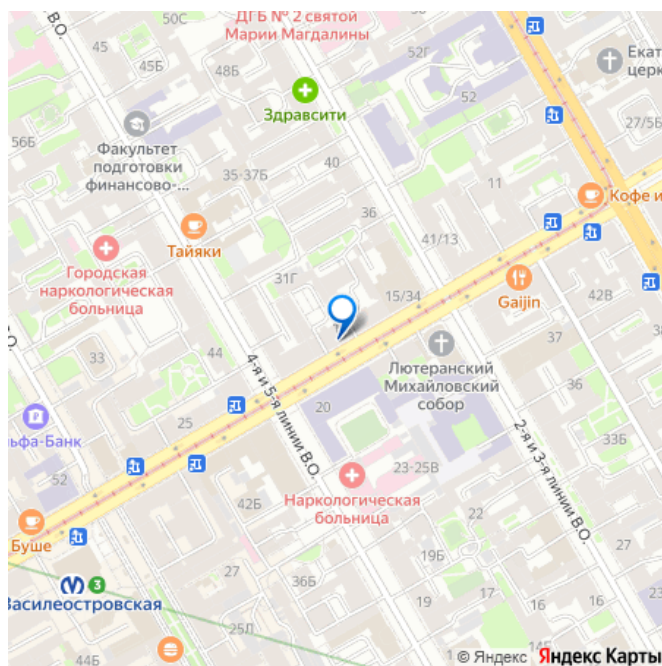 50С
ДГБ № 2 святой
Марии Магдалины
я линии В.О.
45
45Б
48Б
52Г
52
Екат
церк
Здравсити
27/5Б
56Б
Факультет
подготовки
финансово-...
35-37Б
40
11
Кофе и
36
Тайяки
41/13
Городская
наркологическая
больница
31Г
15/34
Gaijin
42В
33
44
4-я и 5-я линии В.О.
Лютеранский
Михайловский
собор
37
36
25
20
2-я и 3-я линии В.О.
33Б
ьфа-Банк
52
23-25В
42Б
Наркологическая
больница
22
Буше
19Б
27
36Б
3
Василеостровская
17
19
16
17
25Л
44Б
14
© Яндекс Яндекс Карты